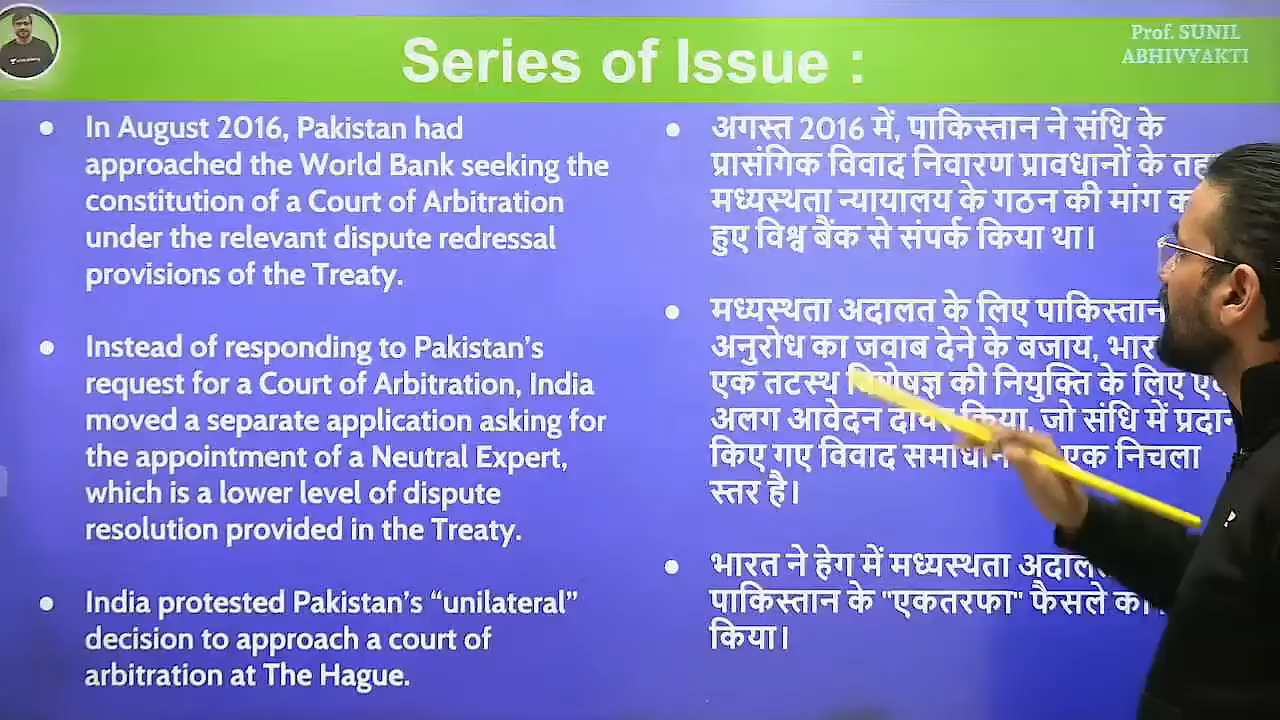 Prof. SUNIL
ABHIVYAKTI
Series of Issue :
In August 2016, Pakistan had
approached the World Bank seeking the
constitution of a Court of Arbitration
under the relevant dispute redressal
provisions of the Treaty.
Instead of responding to Pakistan's
request for a Court of Arbitration, India
moved a separate application asking for
the appointment of a Neutral Expert,
which is a lower level of dispute
resolution provided in the Treaty.
India protested Pakistan's “unilateral”
decision to approach a court of
arbitration at The Hague.
अगस्त 2016 में, पाकिस्तान ने संधि के
प्रासंगिक विवाद निवारण प्रावधानों के
मध्यस्थता न्यायालय के गठन की मांग
हुए विश्व बैंक से संपर्क किया था।
मध्यस्थता अदालत के लिए पाकिस्तान
अनुरोध का जवाब देने के बजाय,
एक तटस्थ की नियुक्ति के लिए
अलग आवेदन किया, जो संधि में
किए गए विवाद एक निचला
स्तर है।
भारत ने हेग में मध्यस्थता
पाकिस्तान के "एकतरफा" फैसले
किया।